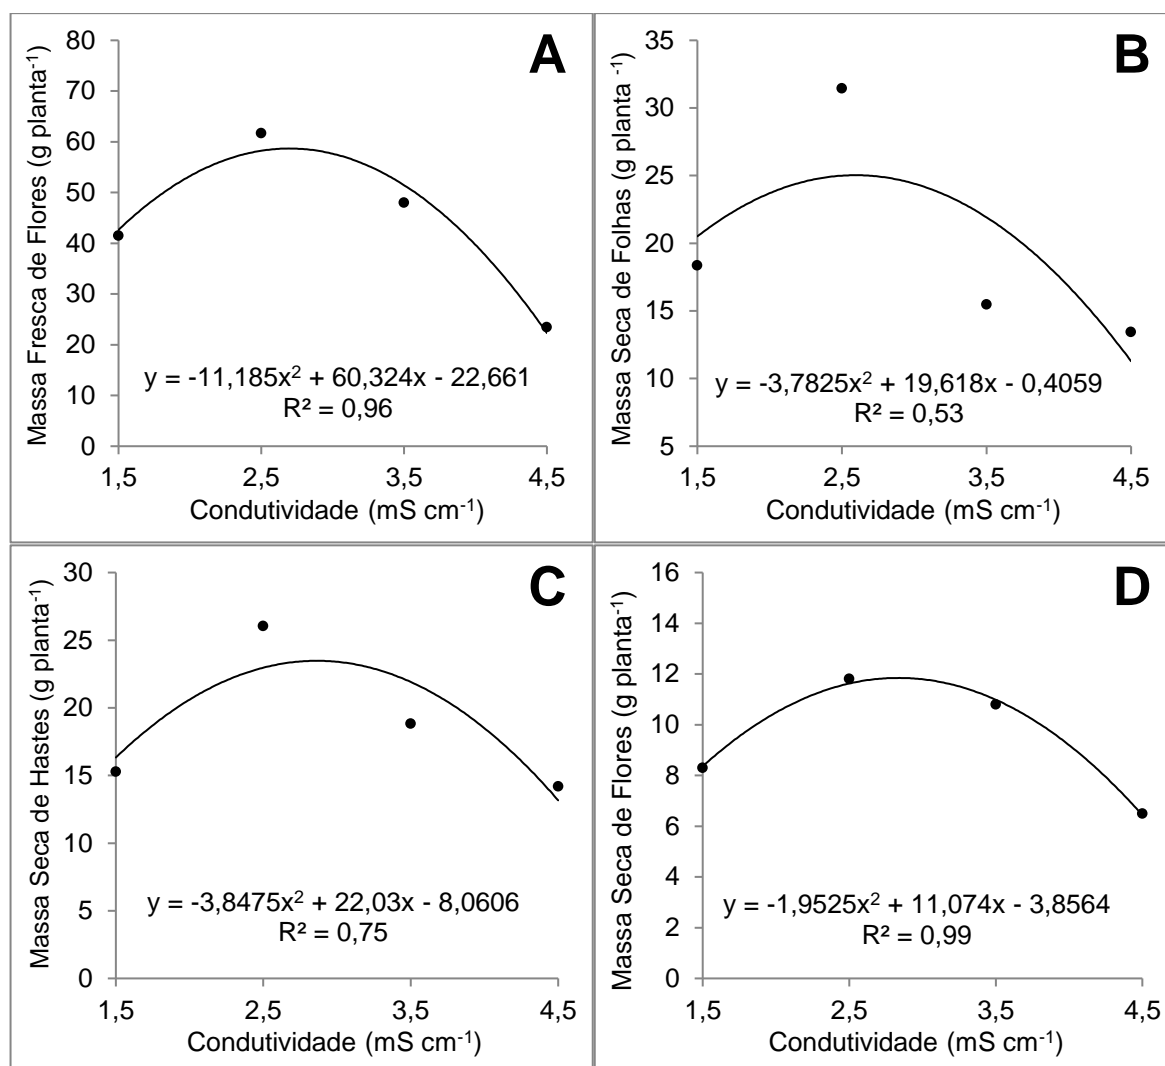 A
Massa Fresca de Flores (g planta⁻¹)
80
70
60
50
40
30
20
10
0
y = -11,185x² + 60,324x - 22,661
R² = 0,96
1,5 2,5 3,5 4,5
Condutividade (mS cm⁻¹)
B
Massa Seca de Folhas (g planta ⁻¹)
35
30
25
20
15
10
5
y = -3,7825x² + 19,618x - 0,4059
R² = 0,53
1,5 2,5 3,5 4,5
Condutividade (mS cm⁻¹)
C
Massa Seca de Hastes (g planta⁻¹)
30
25
20
15
10
5
0
y = -3,8475x² + 22,03x - 8,0606
R² = 0,75
1,5 2,5 3,5 4,5
Condutividade (mS cm⁻¹)
D
Massa Seca de Flores (g planta⁻¹)
16
14
12
10
8
6
4
2
0
y = -1,9525x² + 11,074x - 3,8564
R² = 0,99
1,5 2,5 3,5 4,5
Condutividade (mS cm⁻¹)